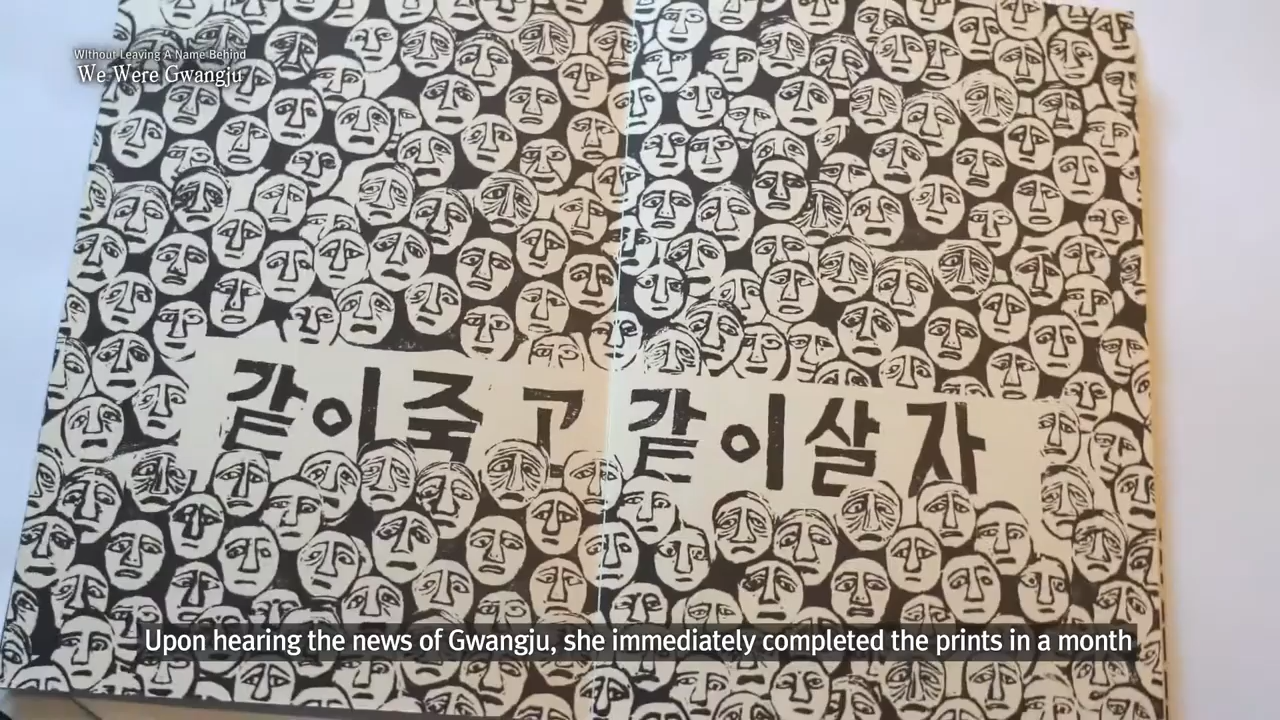 Without Leaving A Name Behind
We Were Gwangju
같이죽고 같이살자
Upon hearing the news of Gwangju, she immediately completed the prints in a month